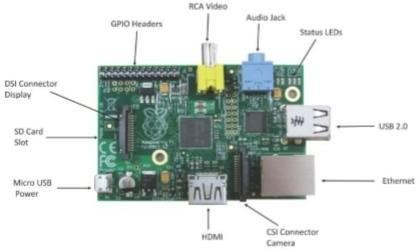 RCA Video
GPIO Headers
Audio Jack
Status LEDs
DSI Connector
Display
SD Card
Slot
USB 2.0
Micro USB
Power
Ethernet
HDMI
CSI Connector
Camera